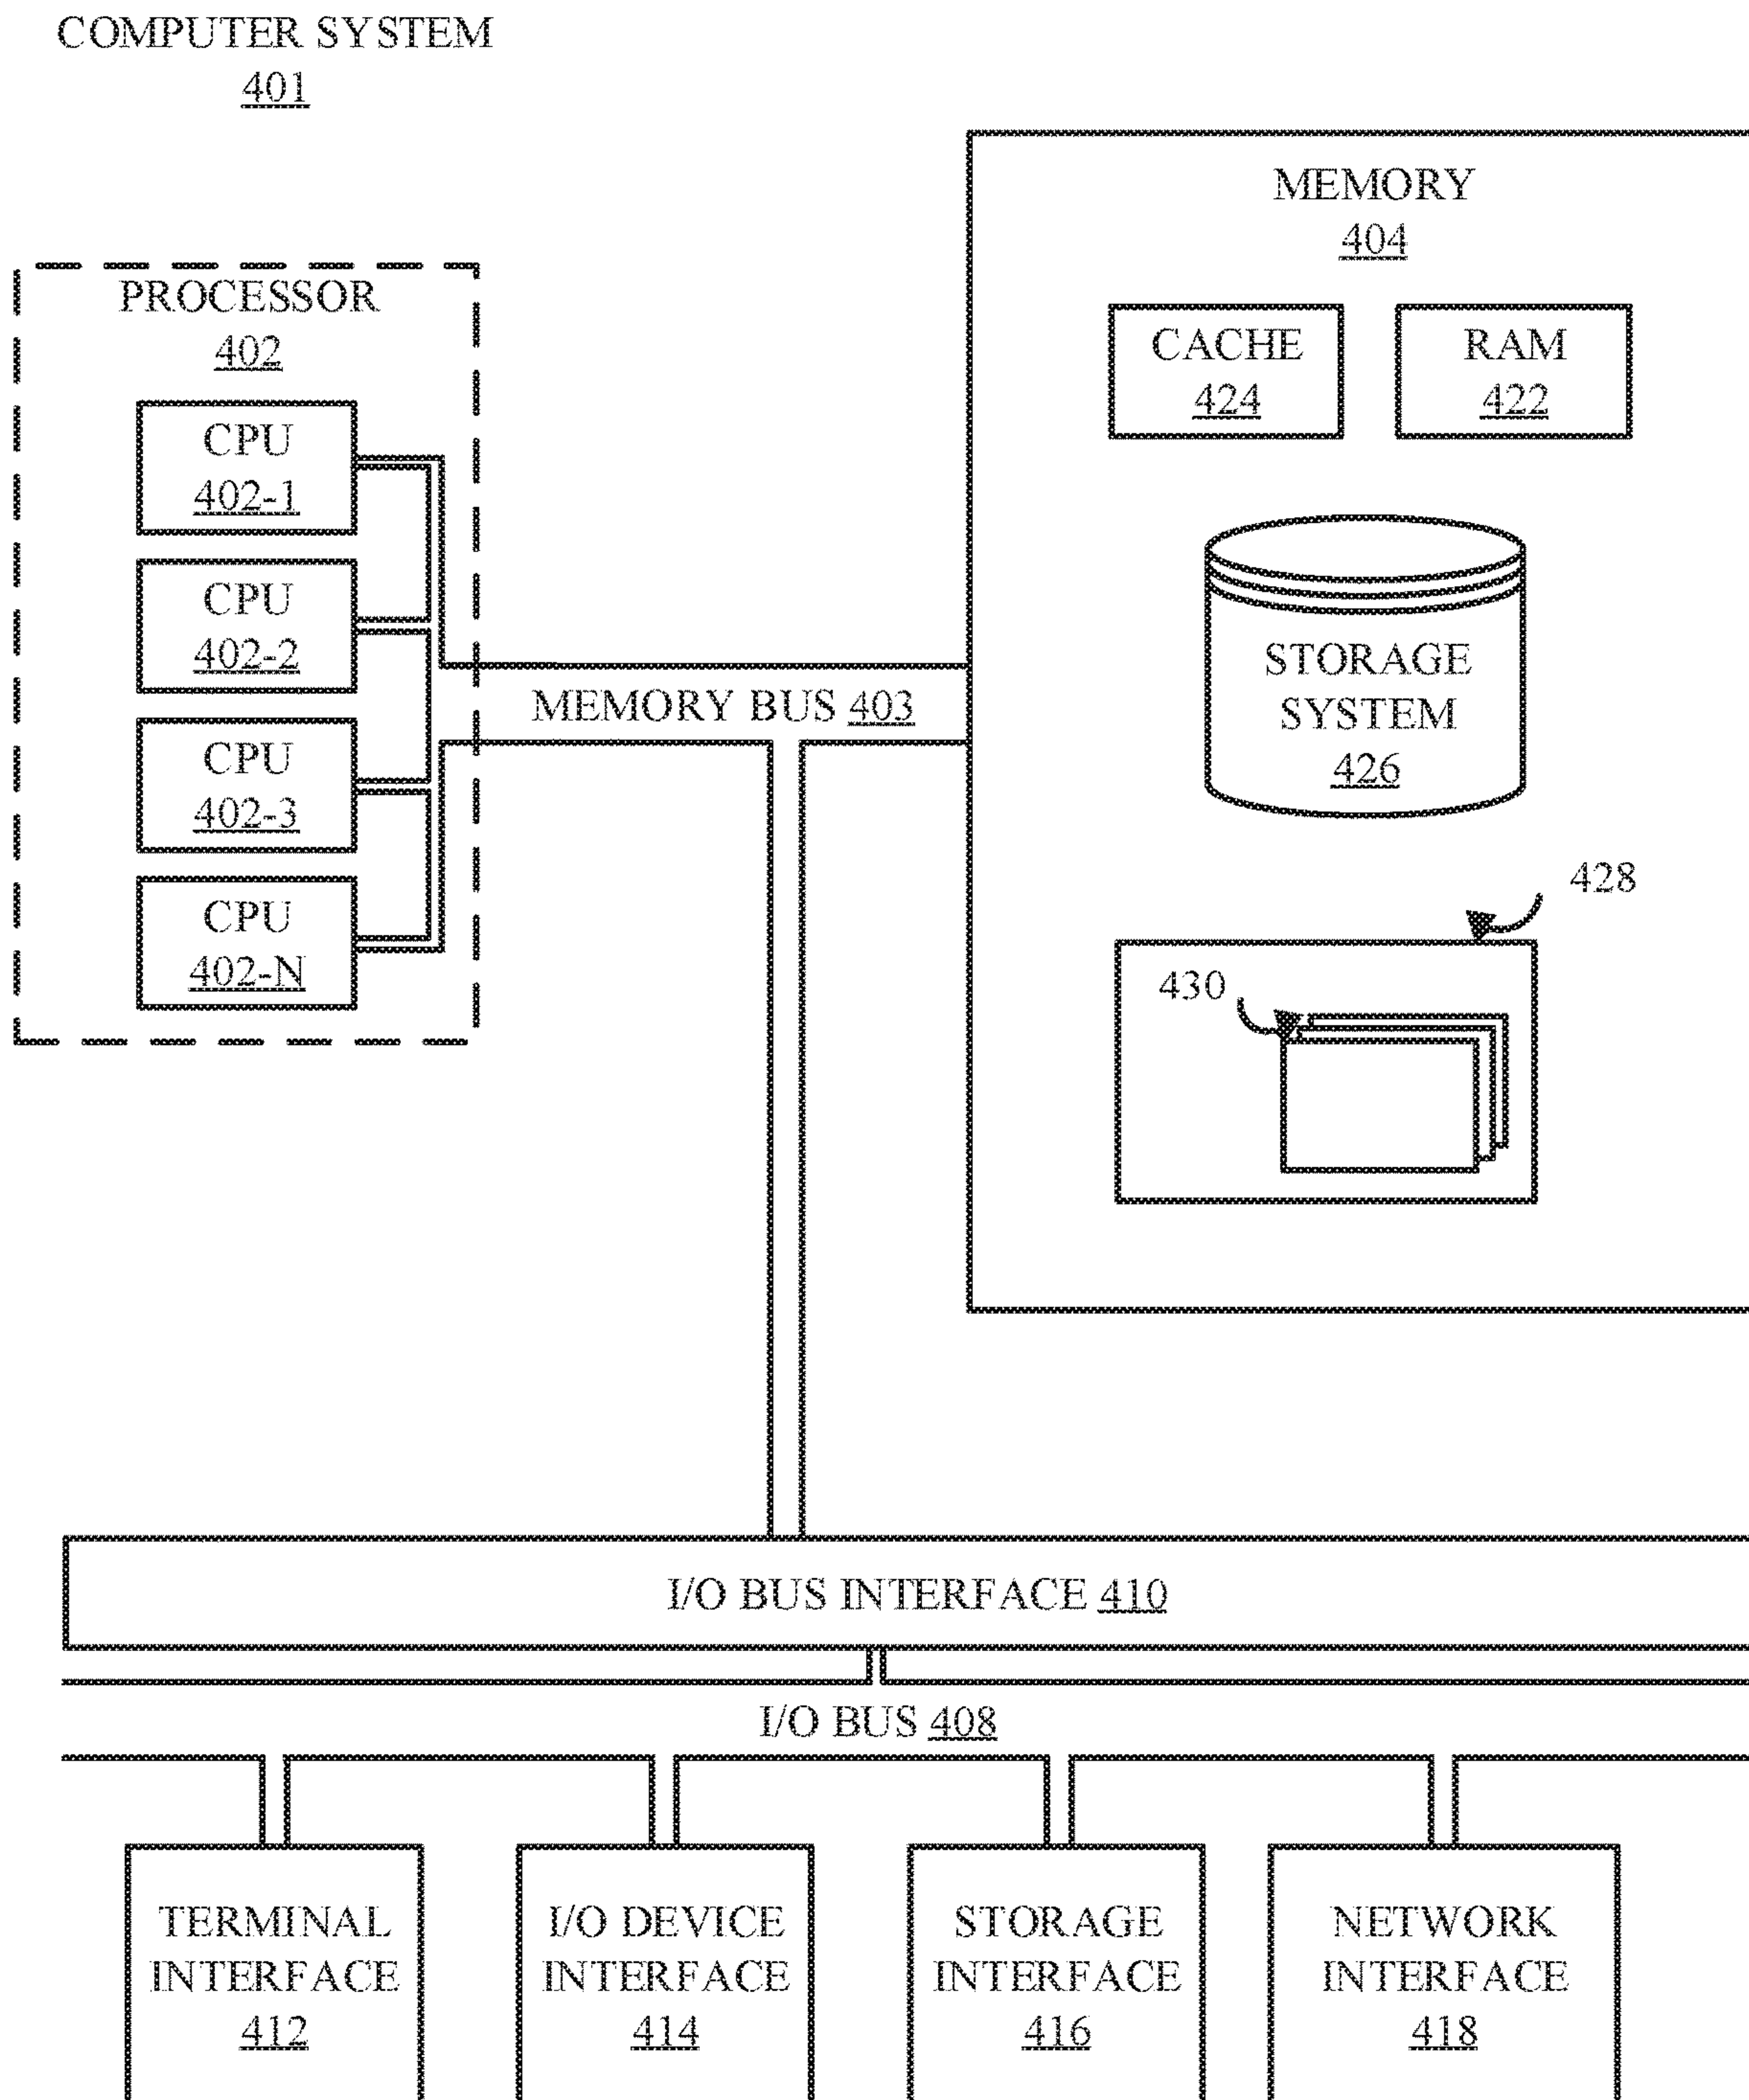 COMPUTER SYSTEM
401
PROCESSOR
402
CPU
402-1
CPU
402-2
CPU
402-3
CPU
402-N
MEMORY BUS 403
MEMORY
404
CACHE
424
RAM
422
STORAGE
SYSTEM
426
428
430
I/O BUS INTERFACE 410
I/O BUS 408
TERMINAL
INTERFACE
412
I/O DEVICE
INTERFACE
414
STORAGE
INTERFACE
416
NETWORK
INTERFACE
418